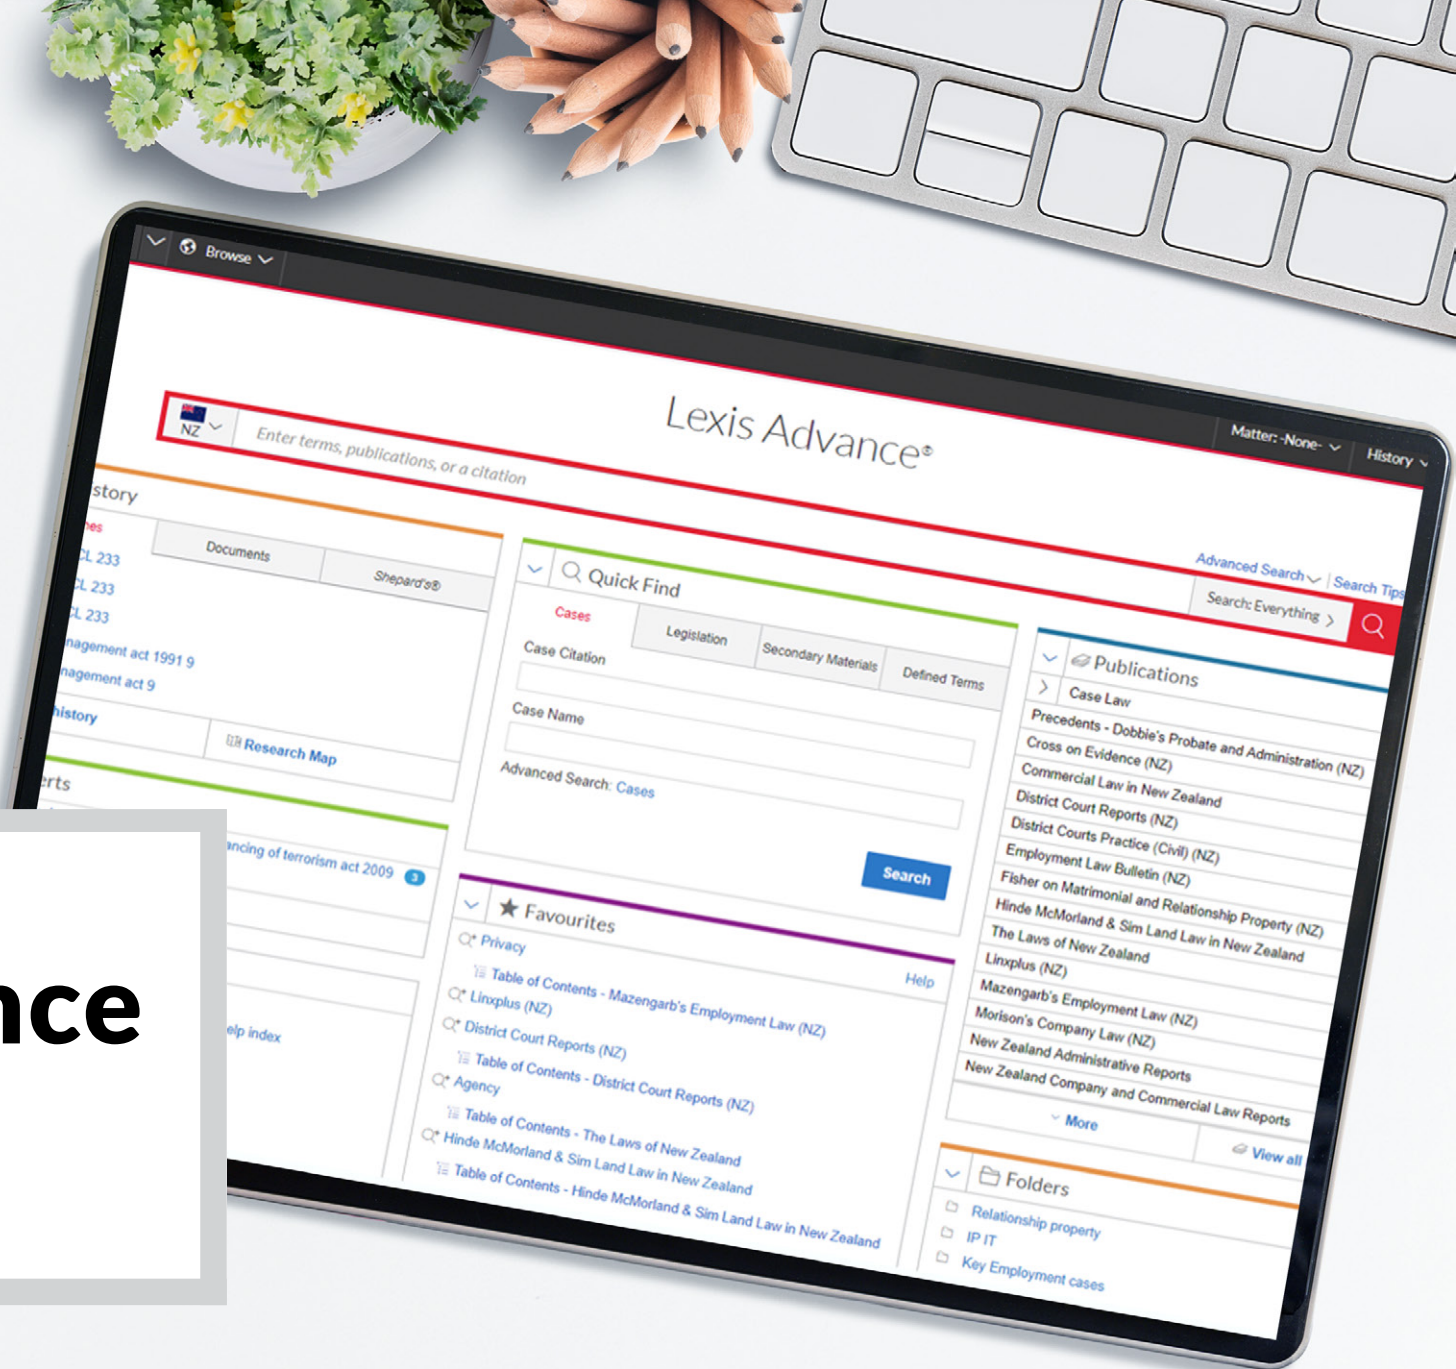 Browse
Matter: -None-
History
Lexis Advance®
NZ
Enter terms, publications, or a citation
Advanced Search
Search Tips
Search: Everything
story
Documents
Shepard's®
CL 233
CL 233
CL 233
nagement act 1991 9
nagement act 9
history
Research Map
erts
ancing of terrorism act 2009 3
elp index
nce
Quick Find
Cases
Legislation
Secondary Materials
Defined Terms
Case Citation
Case Name
Advanced Search: Cases
Search
Favourites
Help
Privacy
Table of Contents - Mazengarb's Employment Law (NZ)
Linxplus (NZ)
District Court Reports (NZ)
Table of Contents - District Court Reports (NZ)
Agency
Table of Contents - The Laws of New Zealand
Hinde McMorland & Sim Land Law in New Zealand
Table of Contents - Hinde McMorland & Sim Land Law in New Zealand
Publications
Case Law
Precedents - Dobbie's Probate and Administration (NZ)
Cross on Evidence (NZ)
Commercial Law in New Zealand
District Court Reports (NZ)
District Courts Practice (Civil) (NZ)
Employment Law Bulletin (NZ)
Fisher on Matrimonial and Relationship Property (NZ)
Hinde McMorland & Sim Land Law in New Zealand
The Laws of New Zealand
Linxplus (NZ)
Mazengarb's Employment Law (NZ)
Morison's Company Law (NZ)
New Zealand Administrative Reports
New Zealand Company and Commercial Law Reports
More
View all
Folders
Relationship property
IP IT
Key Employment cases